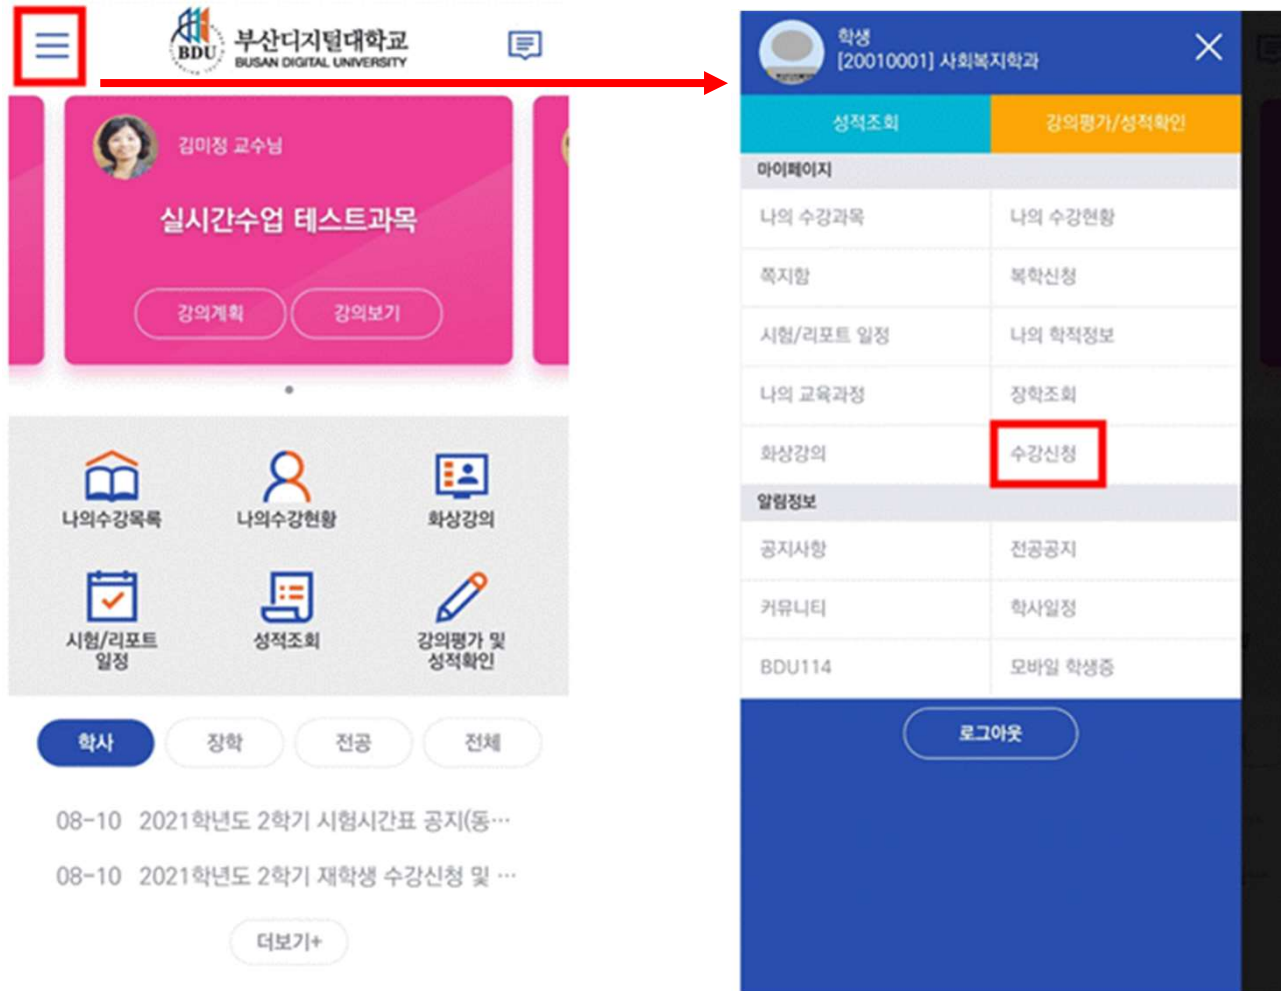 BDU
부산디지털대학교
BUSAN DIGITAL UNIVERSITY
김미정 교수님
실시간수업 테스트과목
강의계획
강의보기
나의수강목록
나의수강현황
화상강의
시험/리포트
일정
성적조회
강의평가 및
성적확인
학사
장학
전공
전체
08-10 2021학년도 2학기 시험시간표 공지(동…
08-10 2021학년도 2학기 재학생 수강신청 및 …
더보기+
학생
[20010001] 사회복지학과
성적조회
강의평가/성적확인
마이페이지
나의 수강과목
나의 수강현황
쪽지함
복학신청
시험/리포트 일정
나의 학적정보
나의 교육과정
장학조회
화상강의
수강신청
알림정보
공지사항
전공공지
커뮤니티
학사일정
BDU114
모바일 학생증
로그아웃